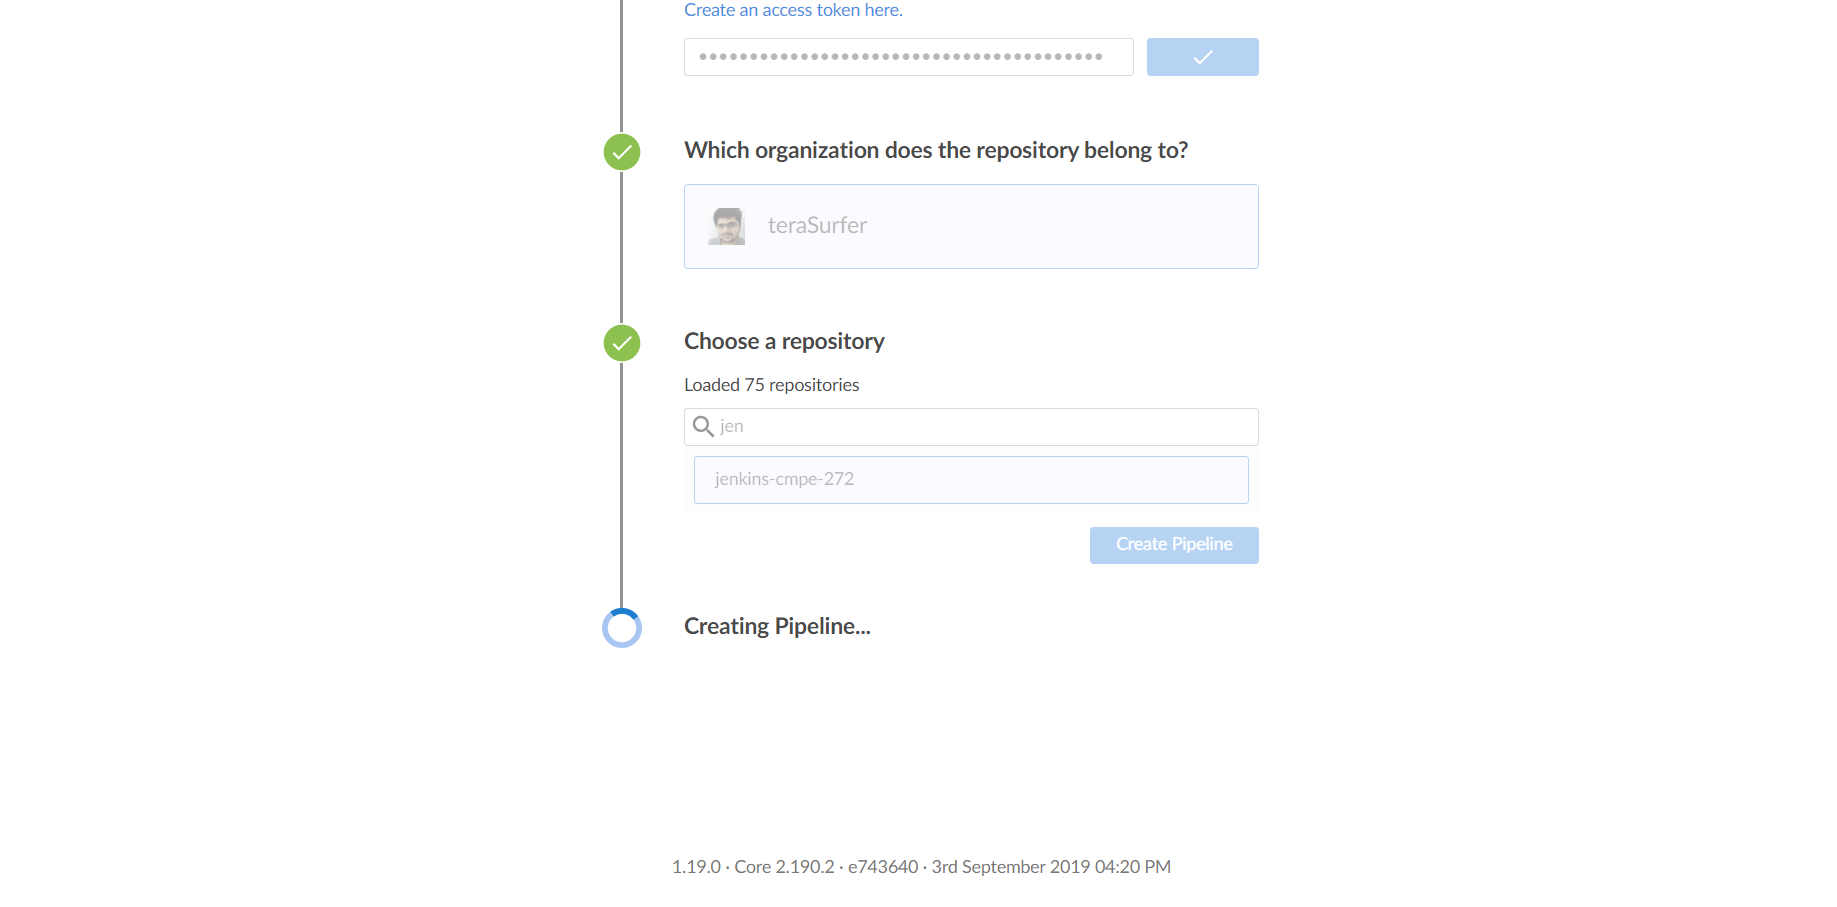 Create an access token here.
••••••••••••••••••••••••••••••••••••••••
Which organization does the repository belong to?
teraSurfer
Choose a repository
Loaded 75 repositories
jen
jenkins-cmpe-272
Create Pipeline
Creating Pipeline...
1.19.0 · Core 2.190.2 · e743640 · 3rd September 2019 04:20 PM